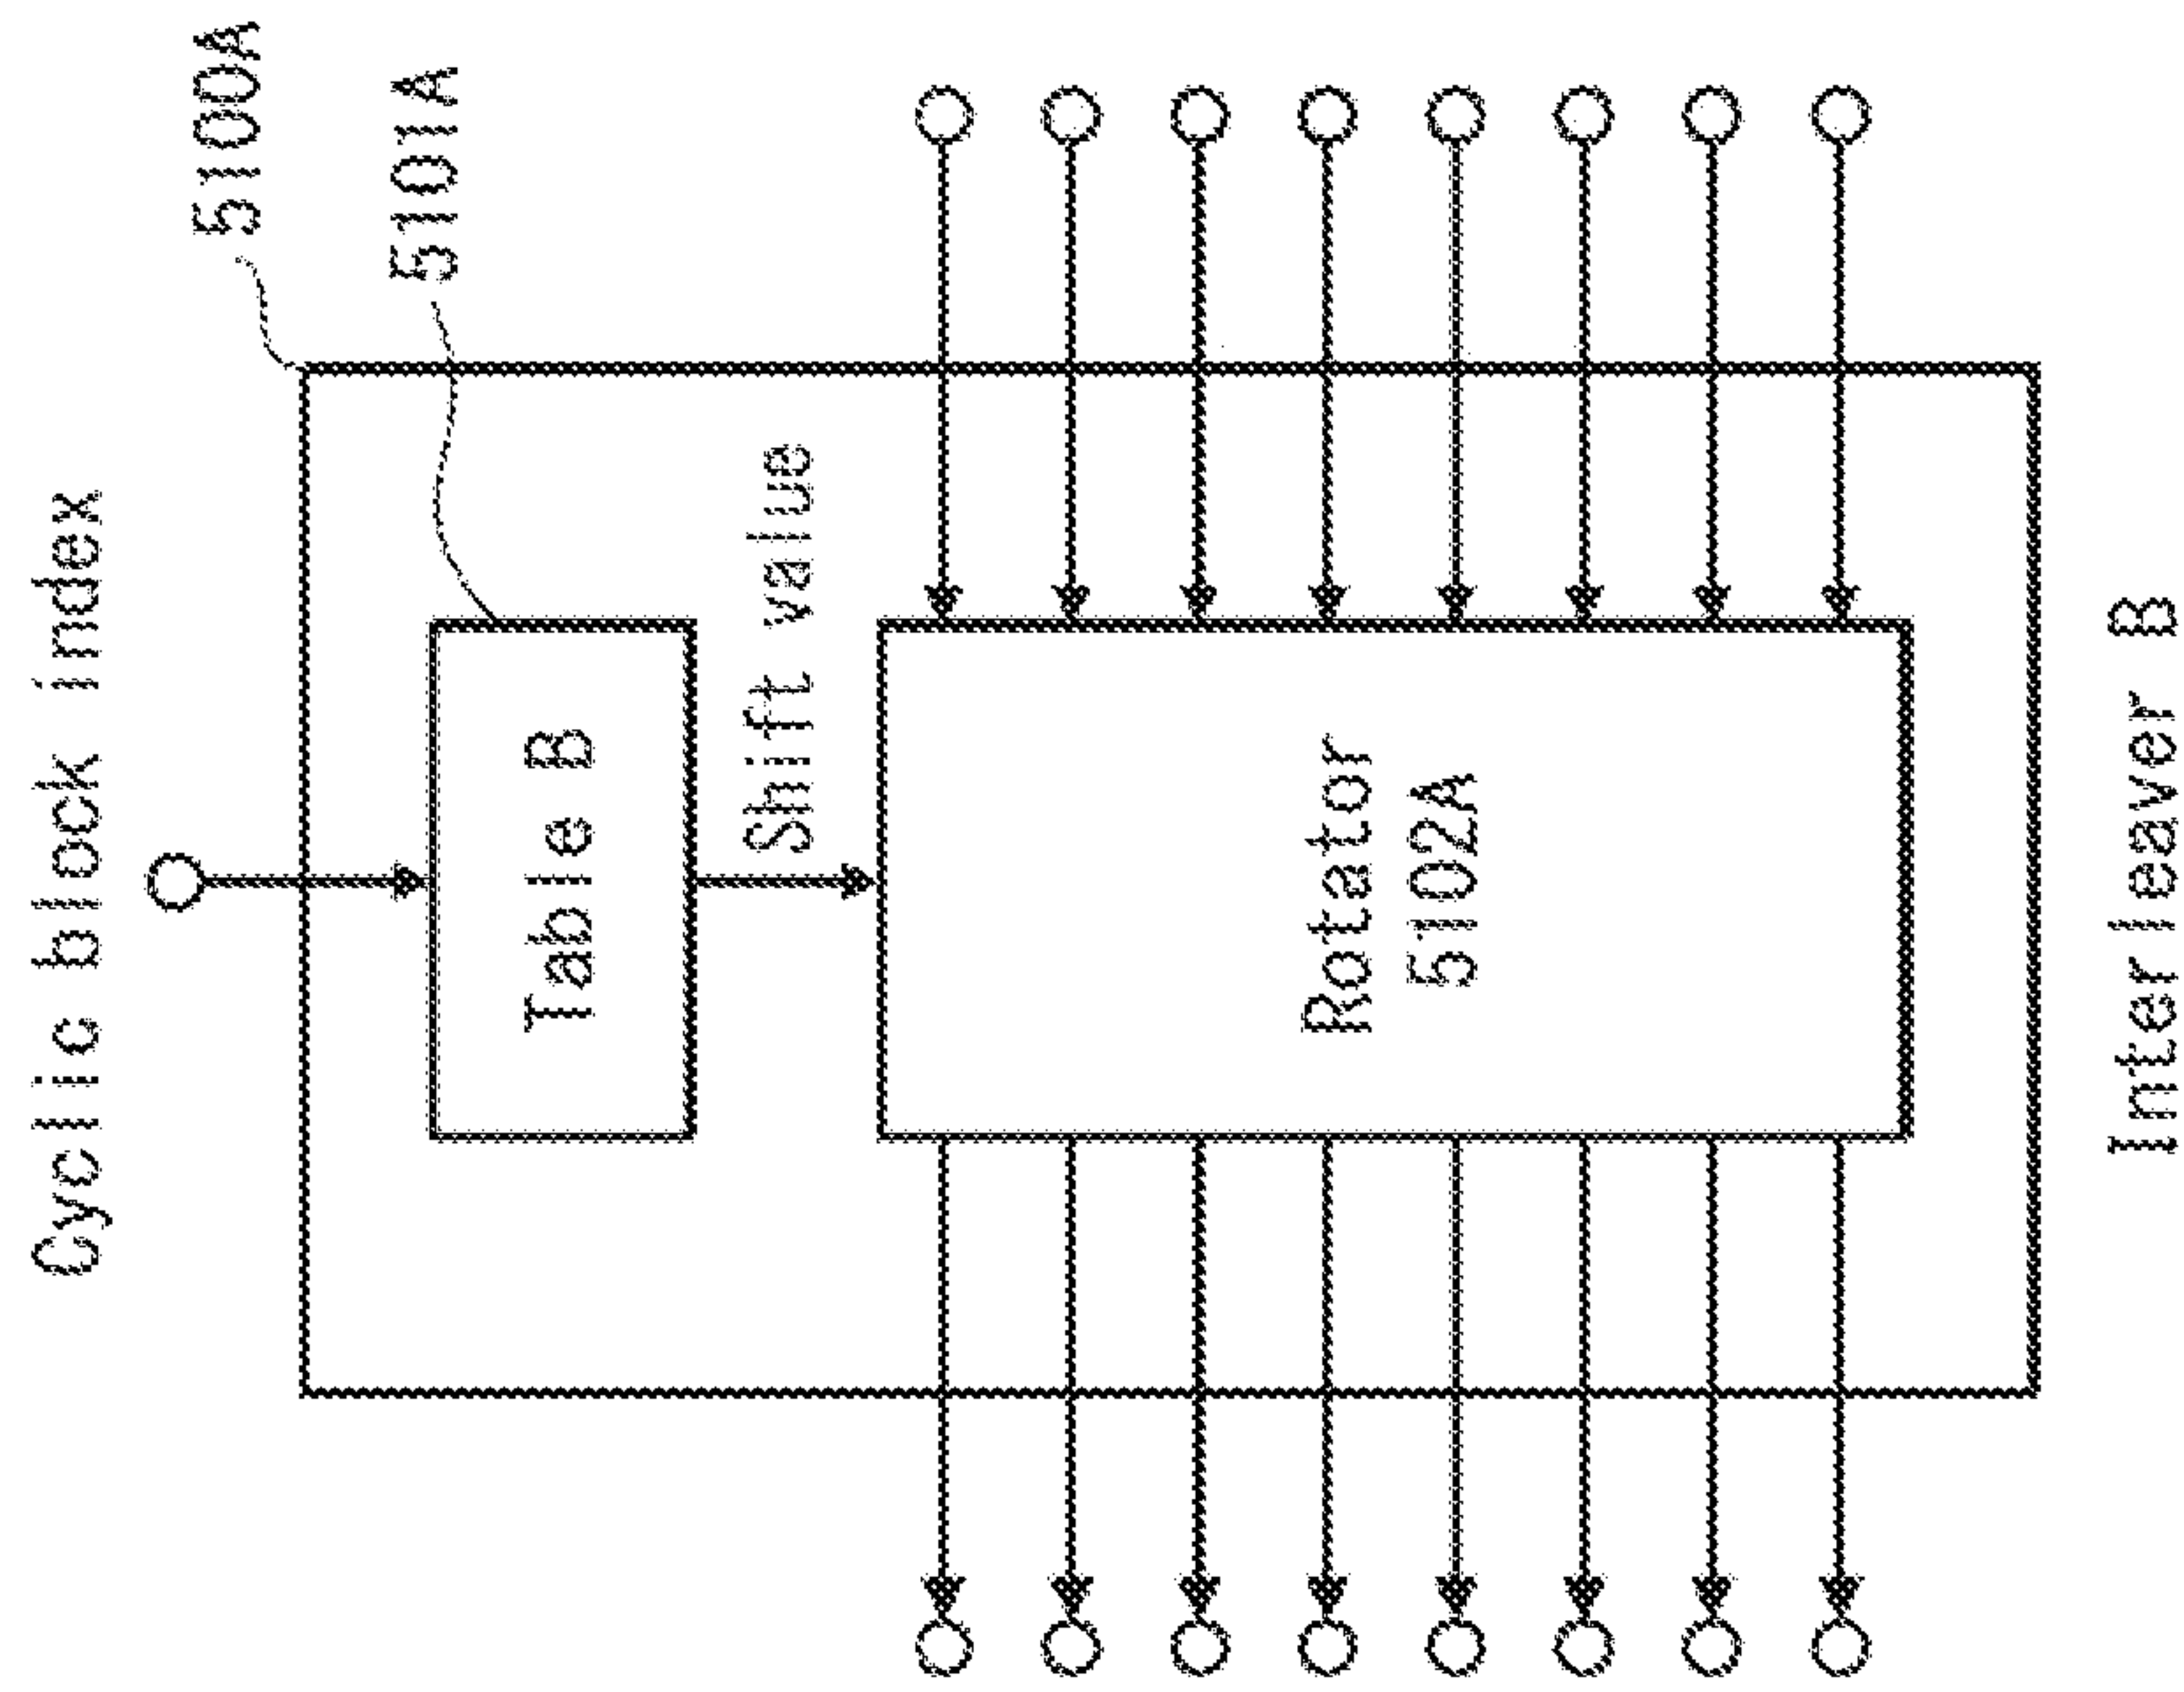 Cyclic block index
5100A
5101A
Table B
Shift value
Rotator
5102A
Interleaver B